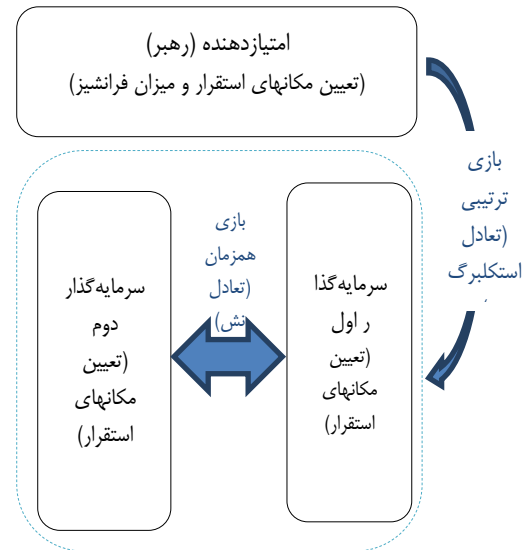 امتیازدهنده (رهبر)
(تعیین مکانهای استقرار و میزان فرانشیز)
بازی
ترتیبی
(تعادل
استکلبرگ
بازی
همزمان
(تعادل
نش)
سرمایه‌گذا
ر اول
(تعیین
مکانهای
استقرار)
سرمایه‌گذار
دوم
(تعیین
مکانهای
استقرار)